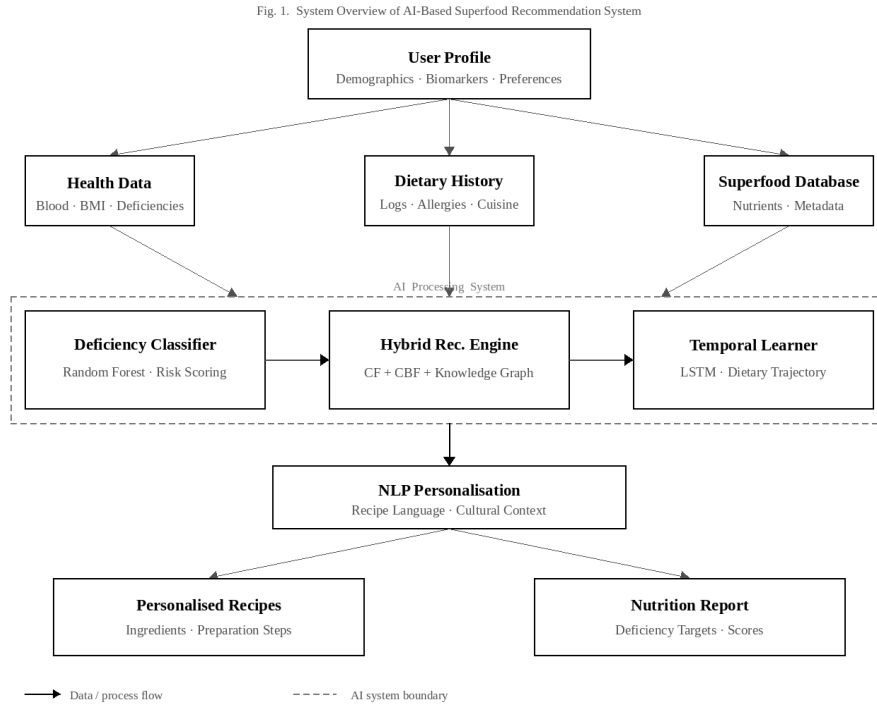 Fig. 1. System Overview of AI-Based Superfood Recommendation System
User Profile
Demographics · Biomarkers · Preferences
Health Data
Blood · BMI · Deficiencies
Dietary History
Logs · Allergies · Cuisine
Superfood Database
Nutrients · Metadata
AI Processing System
Deficiency Classifier
Random Forest · Risk Scoring
Hybrid Rec. Engine
CF + CBF + Knowledge Graph
Temporal Learner
LSTM · Dietary Trajectory
NLP Personalisation
Recipe Language · Cultural Context
Personalised Recipes
Ingredients · Preparation Steps
Nutrition Report
Deficiency Targets · Scores
Data / process flow
AI system boundary